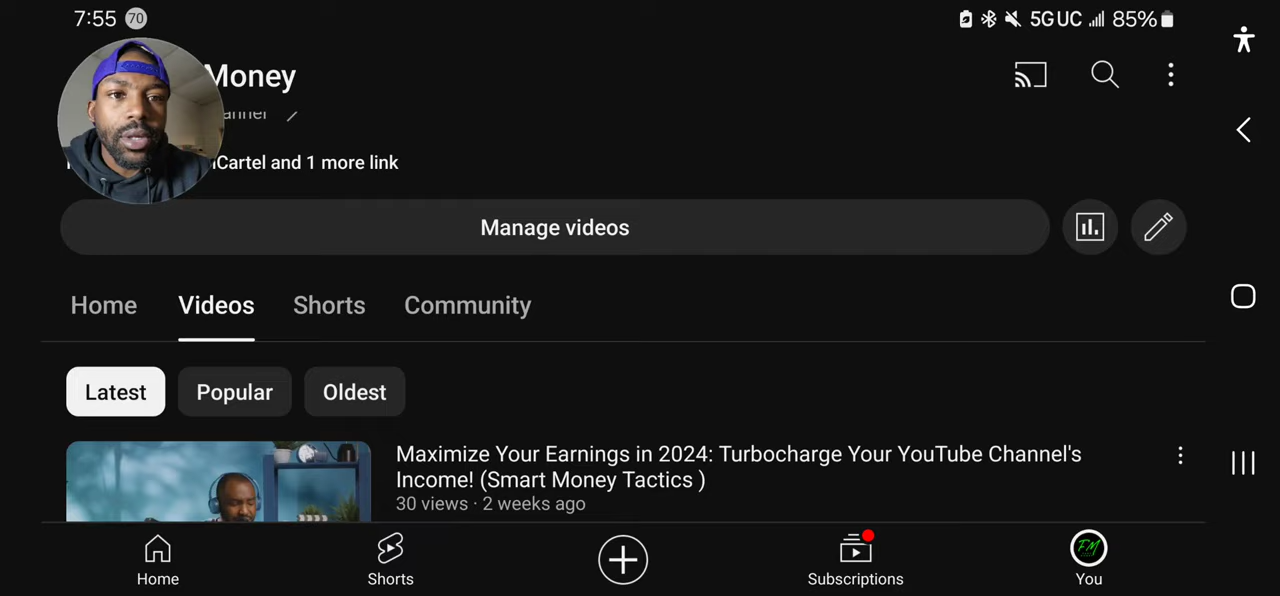 7:55 70 5G UC 85%
Money
Cartel and 1 more link
Manage videos
Home Videos Shorts Community
Latest Popular Oldest
Maximize Your Earnings in 2024: Turbocharge Your YouTube Channel's
Income! (Smart Money Tactics )
30 views · 2 weeks ago
FM
Home Shorts Subscriptions You